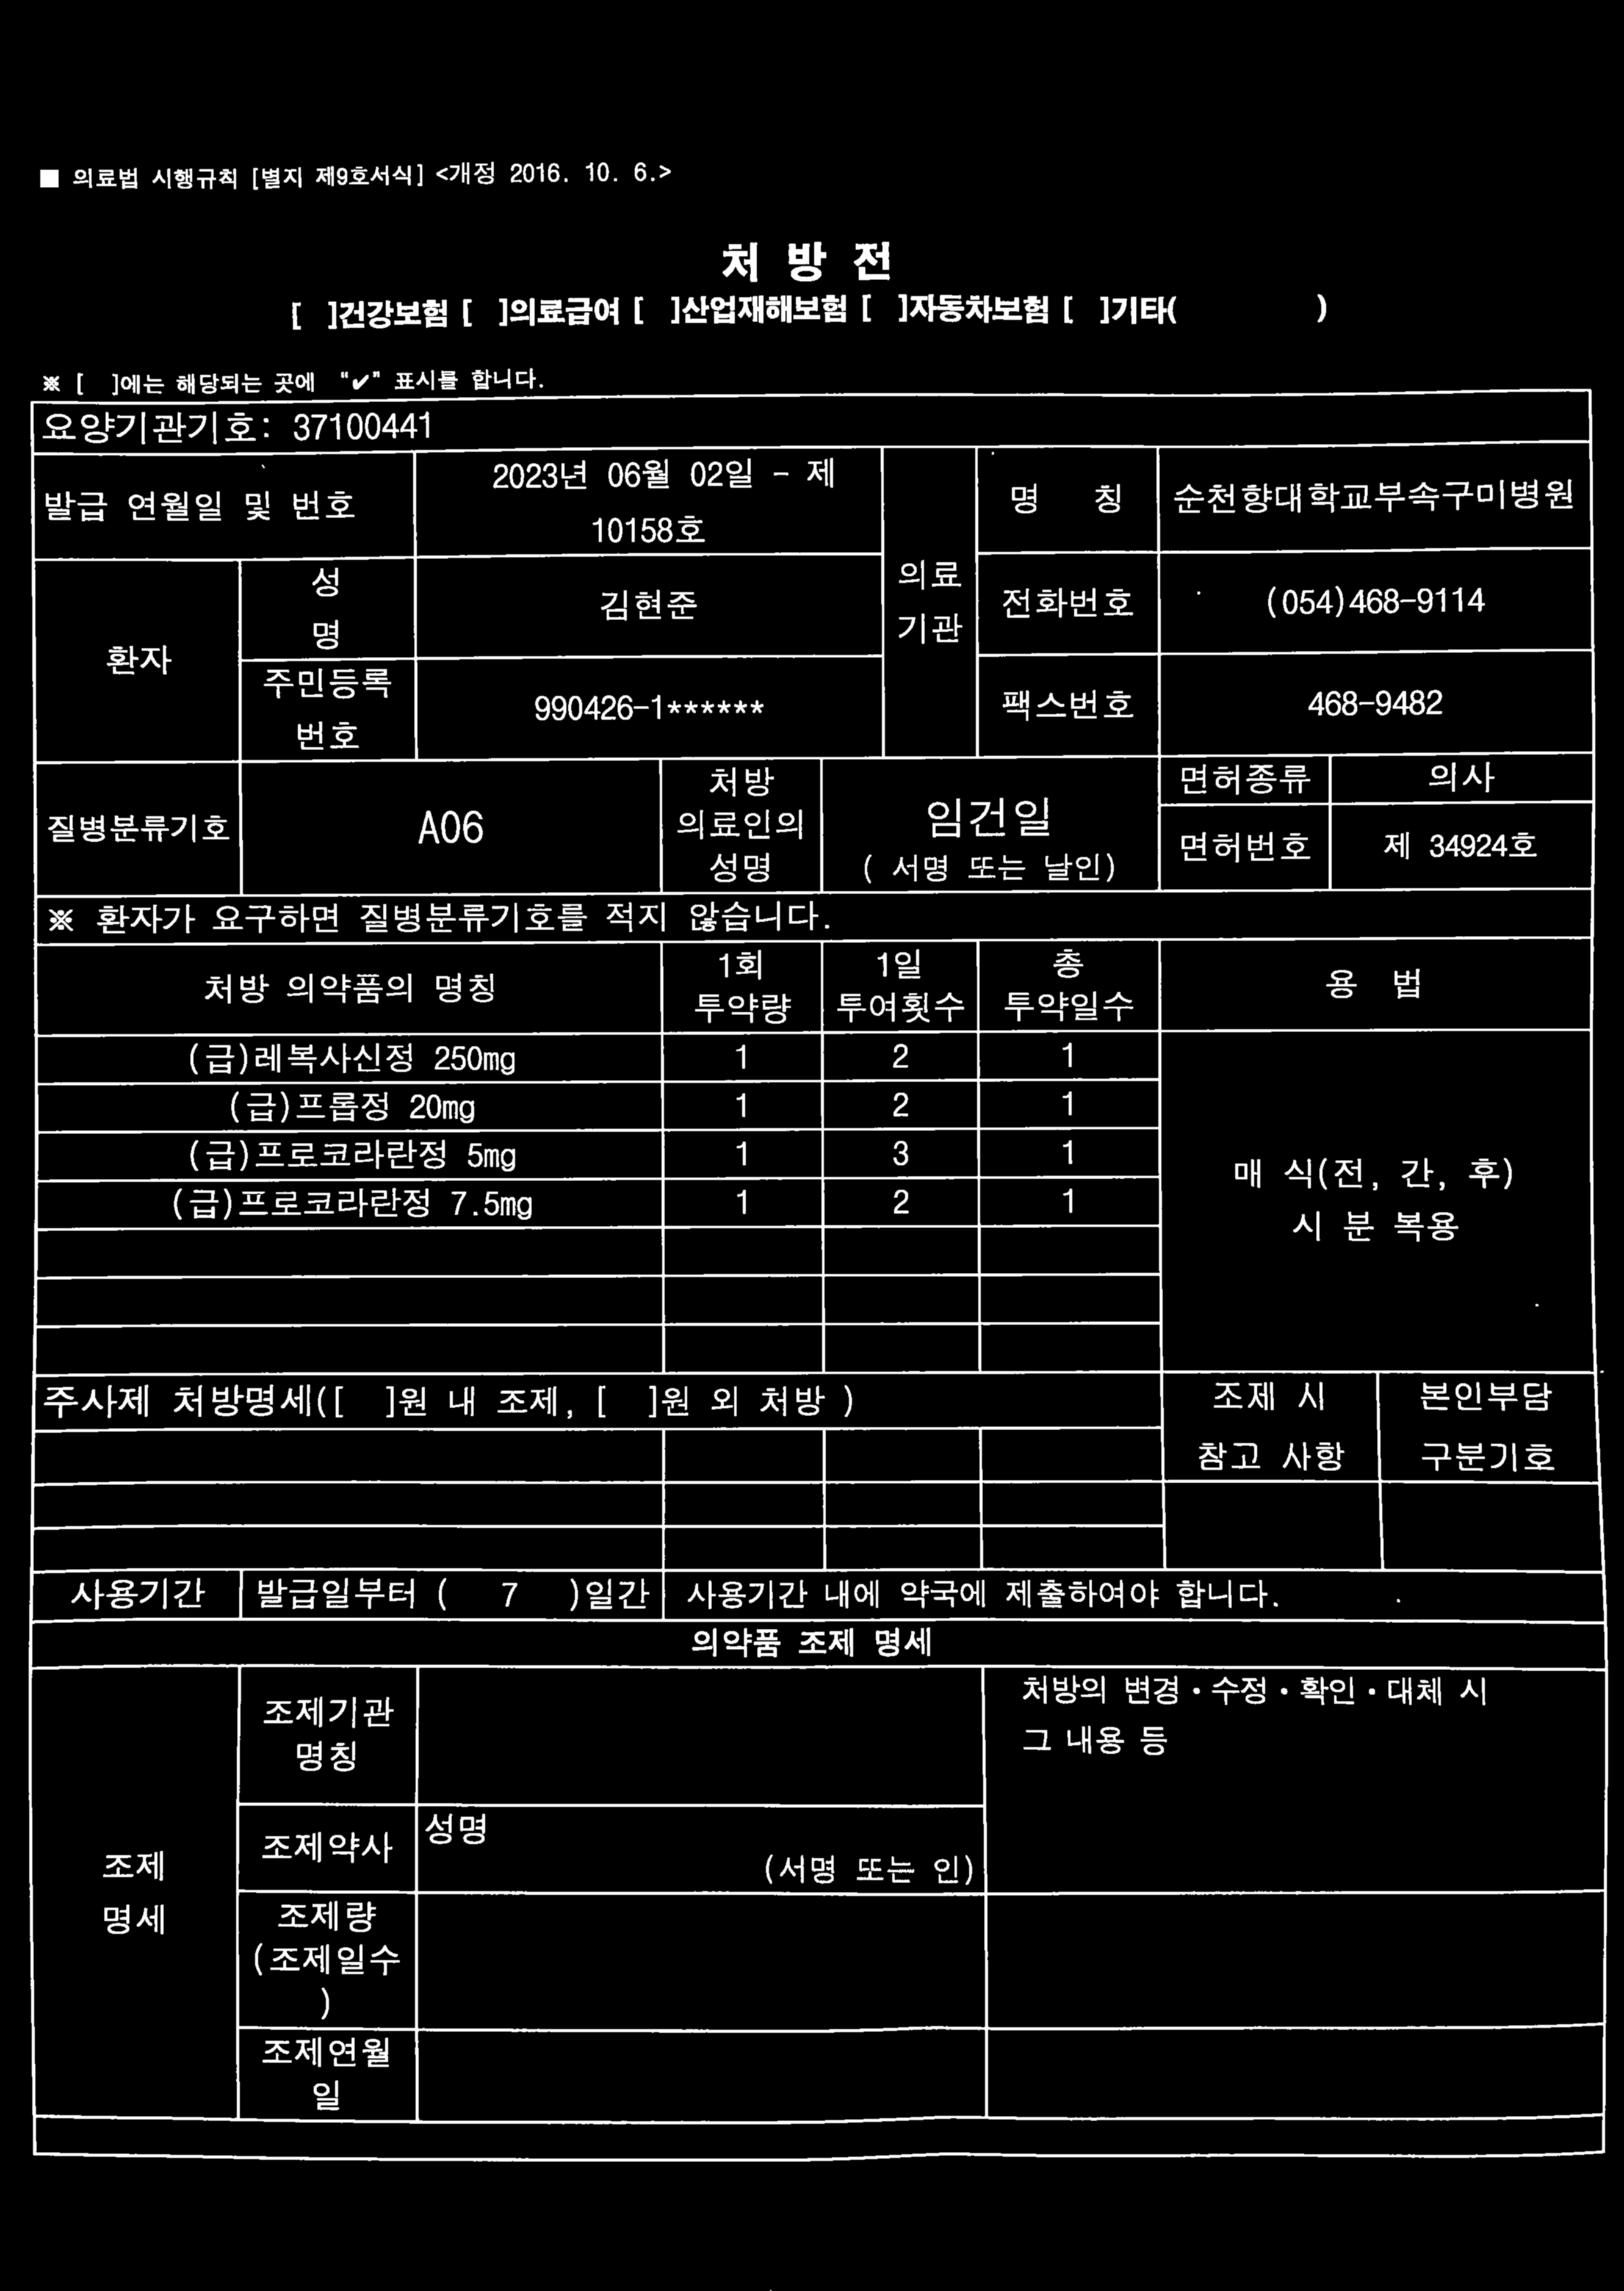 ■ 의료법 시행규칙 [별지 제9호서식] <개정 2016. 10. 6.>
처 방 전
[ ]건강보험 [ ]의료급여 [ ]산업재해보험 [ ]자동차보험 [ ]기타( )
※ [ ]에는 해당되는 곳에 “✔” 표시를 합니다.
요양기관기호: 37100441
발급 연월일 및 번호
2023년 06월 02일 - 제
10158호
의료
기관
명 칭
순천향대학교부속구미병원
환자
성
명
김현준
전화번호
(054)468-9114
주민등록
번호
990426-1******
팩스번호
468-9482
질병분류기호
A06
처방
의료인의
성명
임건일
( 서명 또는 날인)
면허종류
의사
면허번호
제 34924호
※ 환자가 요구하면 질병분류기호를 적지 않습니다.
처방 의약품의 명칭
1회
투약량
1일
투여횟수
총
투약일수
용 법
(급)레복사신정 250mg 1 2 1
(급)프롭정 20mg 1 2 1
(급)프로코라란정 5mg 1 3 1
(급)프로코라란정 7.5mg 1 2 1
매 식(전, 간, 후)
시 분 복용
주사제 처방명세([ ]원 내 조제, [ ]원 외 처방 )
조제 시
참고 사항
본인부담
구분기호
사용기간 발급일부터 ( 7 )일간 사용기간 내에 약국에 제출하여야 합니다.
의약품 조제 명세
조제
명세
조제기관
명칭
처방의 변경·수정·확인·대체 시
그 내용 등
조제약사
성명
(서명 또는 인)
조제량
(조제일수
)
조제연월
일